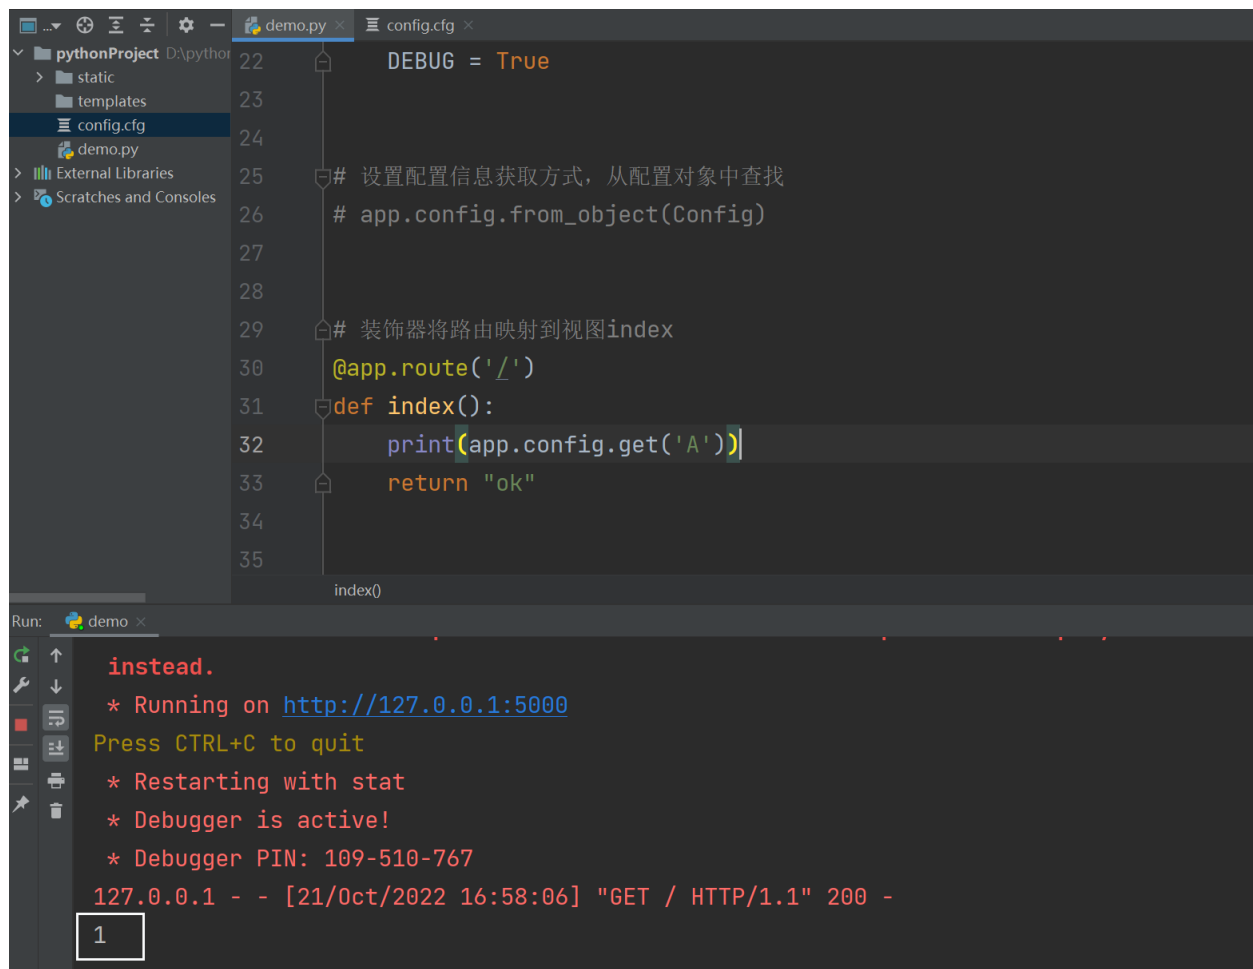 ...
demo.py
config.cfg
pythonProject D:\pythor
static
templates
config.cfg
demo.py
External Libraries
Scratches and Consoles
22 DEBUG = True
23
24
25 # 设置配置信息获取方式，从配置对象中查找
26 # app.config.from_object(Config)
27
28
29 # 装饰器将路由映射到视图index
30 @app.route('/')
31 def index():
32 print(app.config.get('A'))
33 return "ok"
34
35
index()
Run: demo
instead.
* Running on http://127.0.0.1:5000
Press CTRL+C to quit
* Restarting with stat
* Debugger is active!
* Debugger PIN: 109-510-767
127.0.0.1 - - [21/Oct/2022 16:58:06] "GET / HTTP/1.1" 200 -
1